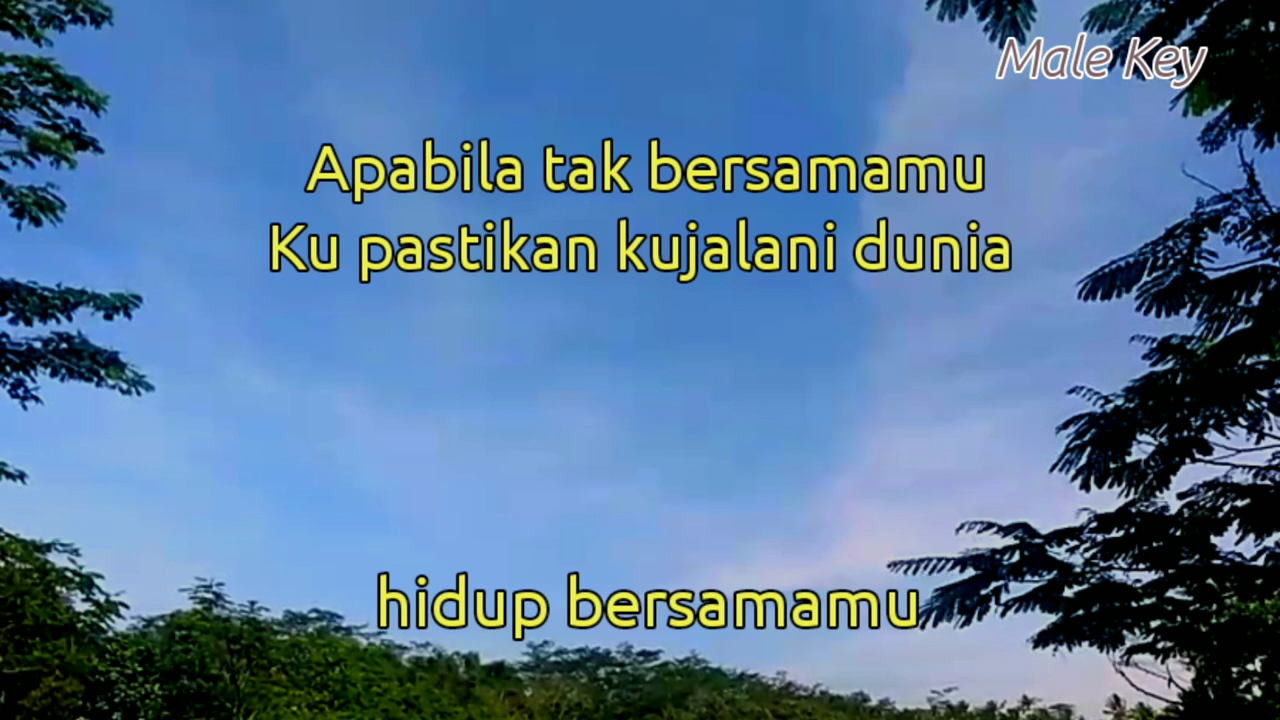 Male Key
Apabila tak bersamamu
Ku pastikan kujalani dunia
hidup bersamamu